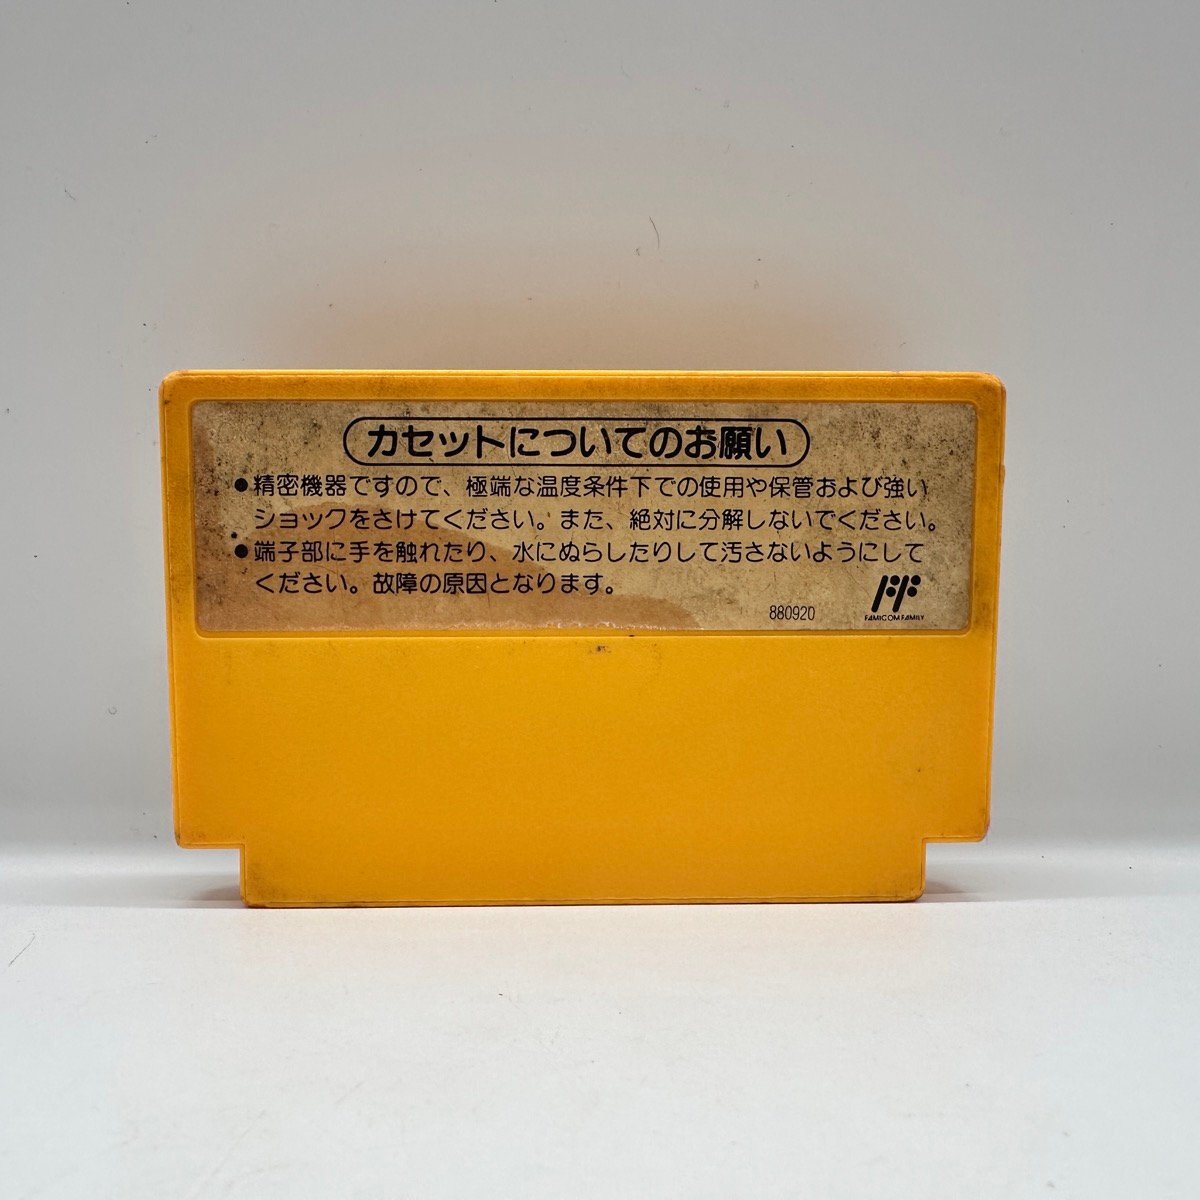 カセットについてのお願い
●精密機器ですので、極端な温度条件下での使用や保管および強い
ショックをさけてください。また、絶対に分解しないでください。
●端子部に手を触れたり、水にぬらしたりして汚さないようにして
ください。故障の原因となります。
880920
FAMICOM FAMILY